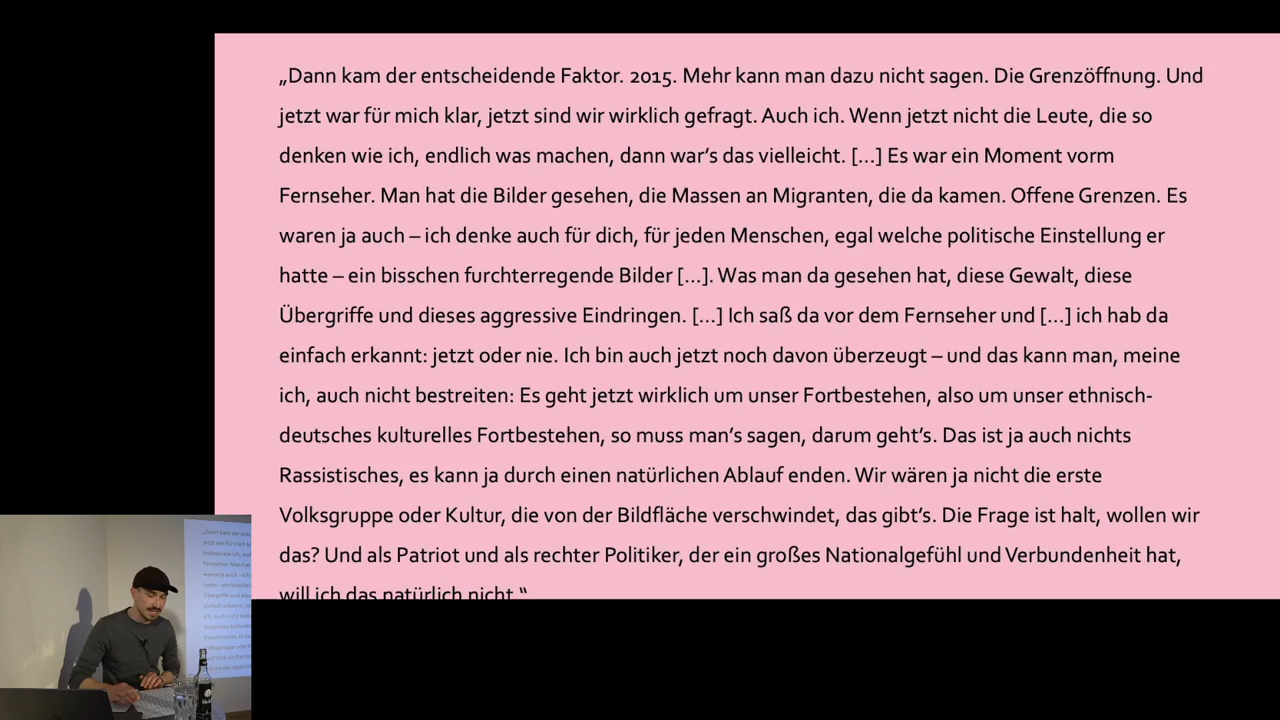 „Dann kam der entscheidende Faktor. 2015. Mehr kann man dazu nicht sagen. Die Grenzöffnung. Und
jetzt war für mich klar, jetzt sind wir wirklich gefragt. Auch ich. Wenn jetzt nicht die Leute, die so
denken wie ich, endlich was machen, dann war’s das vielleicht. […] Es war ein Moment vorm
Fernseher. Man hat die Bilder gesehen, die Massen an Migranten, die da kamen. Offene Grenzen. Es
waren ja auch – ich denke auch für dich, für jeden Menschen, egal welche politische Einstellung er
hatte – ein bisschen furchterregende Bilder […]. Was man da gesehen hat, diese Gewalt, diese
Übergriffe und dieses aggressive Eindringen. […] Ich saß da vor dem Fernseher und […] ich hab da
einfach erkannt: jetzt oder nie. Ich bin auch jetzt noch davon überzeugt – und das kann man, meine
ich, auch nicht bestreiten: Es geht jetzt wirklich um unser Fortbestehen, also um unser ethnisch-
deutsches kulturelles Fortbestehen, so muss man’s sagen, darum geht’s. Das ist ja auch nichts
Rassistisches, es kann ja durch einen natürlichen Ablauf enden. Wir wären ja nicht die erste
Volksgruppe oder Kultur, die von der Bildfläche verschwindet, das gibt’s. Die Frage ist halt, wollen wir
das? Und als Patriot und als rechter Politiker, der ein großes Nationalgefühl und Verbundenheit hat,
will ich das natürlich nicht.“